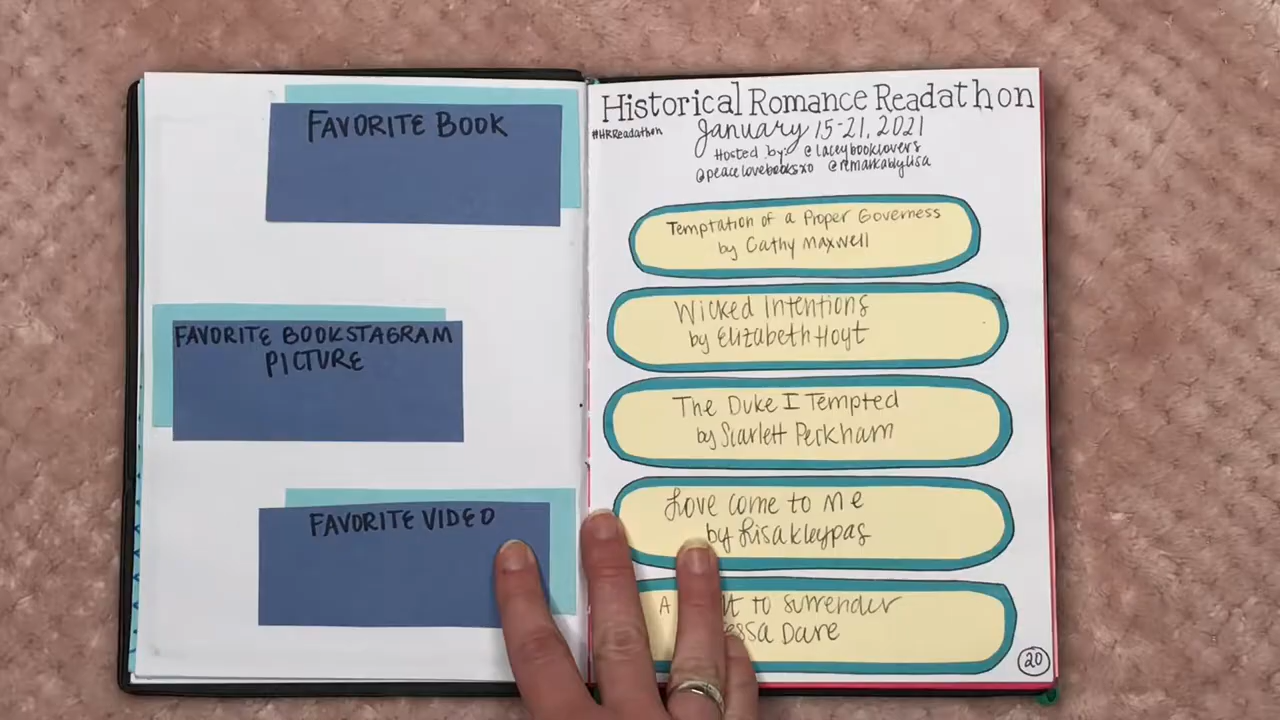 FAVORITE BOOK
FAVORITE BOOKSTAGRAM
PICTURE
FAVORITE VIDEO
Historical Romance Readathon
#HRReadathon
January 15-21, 2021
Hosted by: @laceybooklovers
@peacelovebooksxo @remarkablylisa
Temptation of a Proper Governess
by Cathy Maxwell
Wicked Intentions
by Elizabeth Hoyt
The Duke I Tempted
by Scarlett Peckham
Love come to me
by Lisa Kleypas
A to Surrender
Dare
20